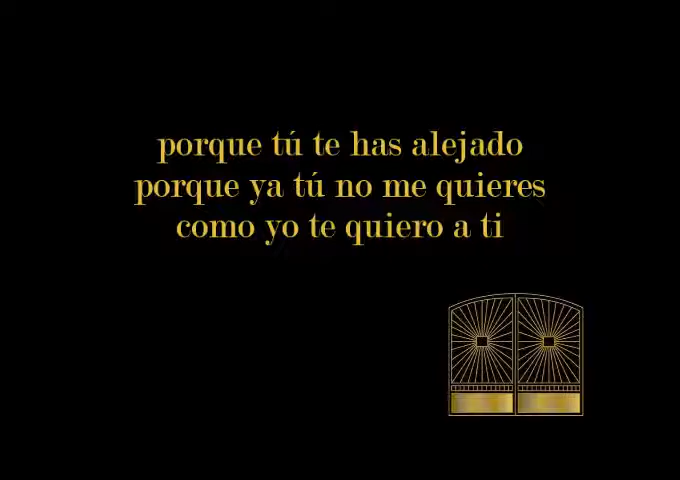 porque tú te has alejado
porque ya tú no me quieres
como yo te quiero a ti